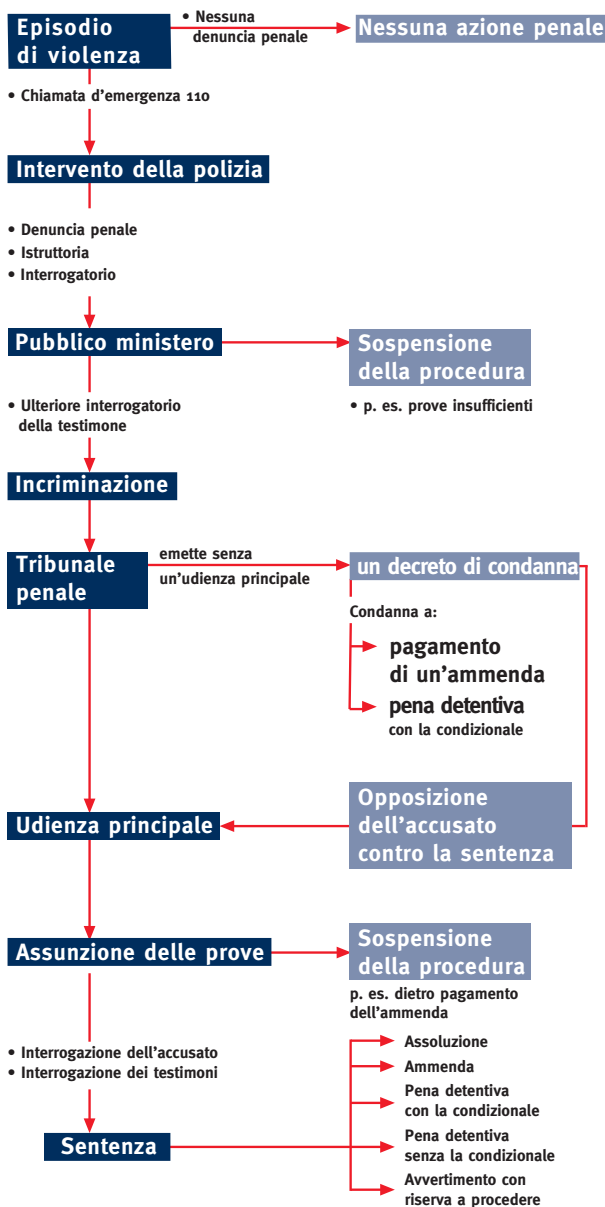 Episodio
di violenza
• Nessuna
denuncia penale
Nessuna azione penale
• Chiamata d'emergenza 110
Intervento della polizia
• Denuncia penale
• Istruttoria
• Interrogatorio
Pubblico ministero
Sospensione
della procedura
• Ulteriore interrogatorio
della testimone
• p. es. prove insufficienti
Incriminazione
Tribunale
penale
emette senza
un'udienza principale
un decreto di condanna
Condanna a:
pagamento
di un'ammenda
pena detentiva
con la condizionale
Opposizione
dell'accusato
contro la sentenza
Udienza principale
Assunzione delle prove
Sospensione
della procedura
p. es. dietro pagamento
dell'ammenda
• Interrogazione dell'accusato
• Interrogazione dei testimoni
Sentenza
Assoluzione
Ammenda
Pena detentiva
con la condizionale
Pena detentiva
senza la condizionale
Avvertimento con
riserva a procedere